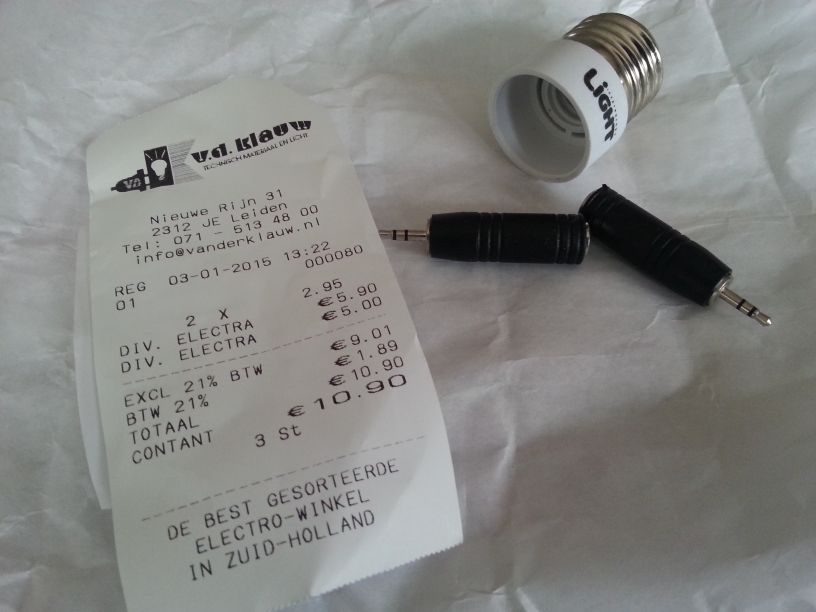 v.d. klauw
TECHNISCH MATERIAAL EN LICHT
Nieuwe Rijn 31
2312 JE Leiden
Tel: 071 - 513 48 00
info@vanderklauw.nl
REG 03-01-2015 13:22
01 000080
2 X 2.95
DIV. ELECTRA €5.90
DIV. ELECTRA €5.00
EXCL 21% BTW €9.01
BTW 21% €1.89
TOTAAL €10.90
CONTANT €10.90
3 St
DE BEST GESORTEERDE
ELECTRO-WINKEL
IN ZUID-HOLLAND
LIGHT